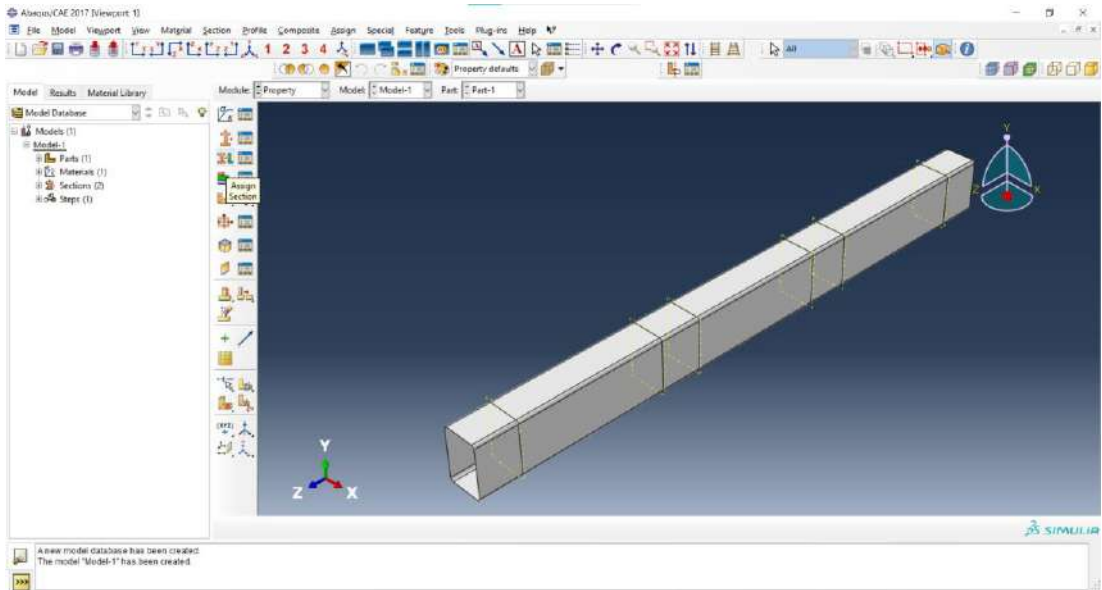 Abaqus/CAE 2017 [Viewport: 1]
File Model Viewport View Material Section Profile Composite Assign Special Feature Tools Plug-ins Help
1 2 3 4 A All
Property defaults
Model Results Material Library Module: Property Model: Model-1 Part: Part-1
Model Database
Models (1)
Model-1
Parts (1)
Materials (1)
Sections (2)
Steps (1)
Assign
Section
(XYZ)
Y
Z X
Y
Z X
SIMULIA
A new model database has been created.
The model "Model-1" has been created.
>>>